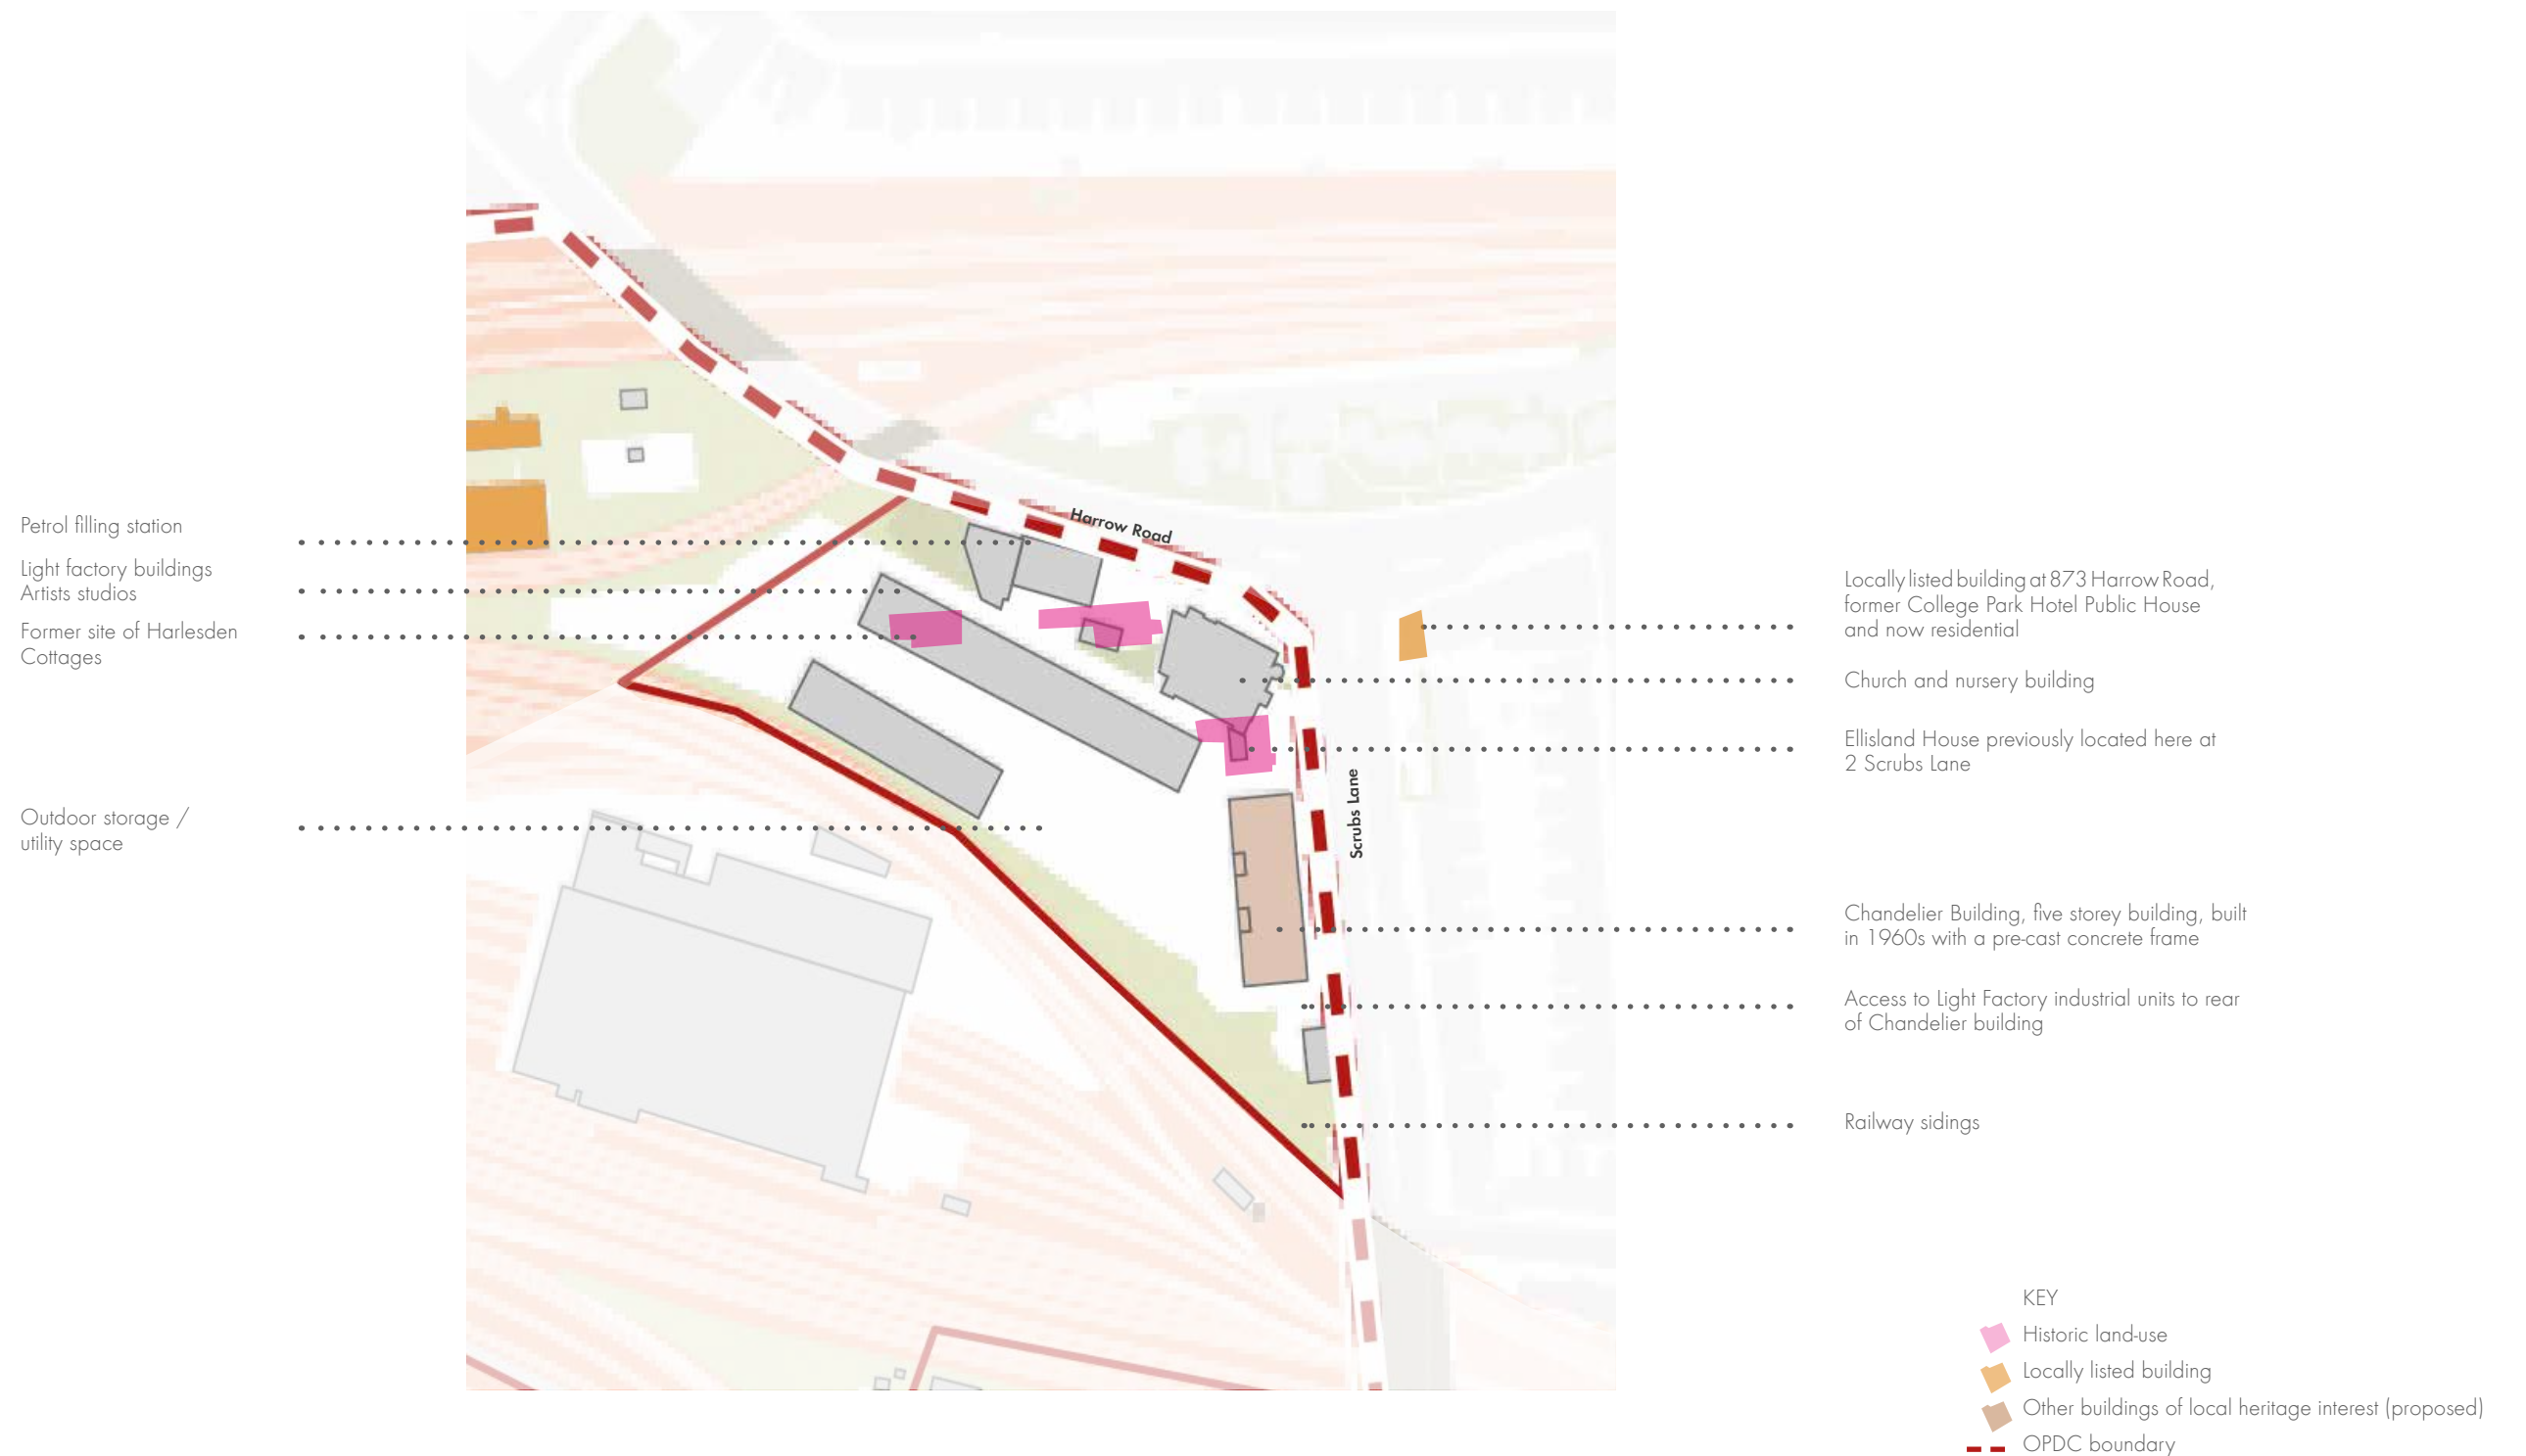 Petrol filling station
Light factory buildings
Artists studios
Former site of Harlesden
Cottages
Outdoor storage /
utility space
Harrow Road
Scrubs Lane
Locally listed building at 873 Harrow Road,
former College Park Hotel Public House
and now residential
Church and nursery building
Ellisland House previously located here at
2 Scrubs Lane
Chandelier Building, five storey building, built
in 1960s with a pre-cast concrete frame
Access to Light Factory industrial units to rear
of Chandelier building
Railway sidings
KEY
Historic land-use
Locally listed building
Other buildings of local heritage interest (proposed)
OPDC boundary